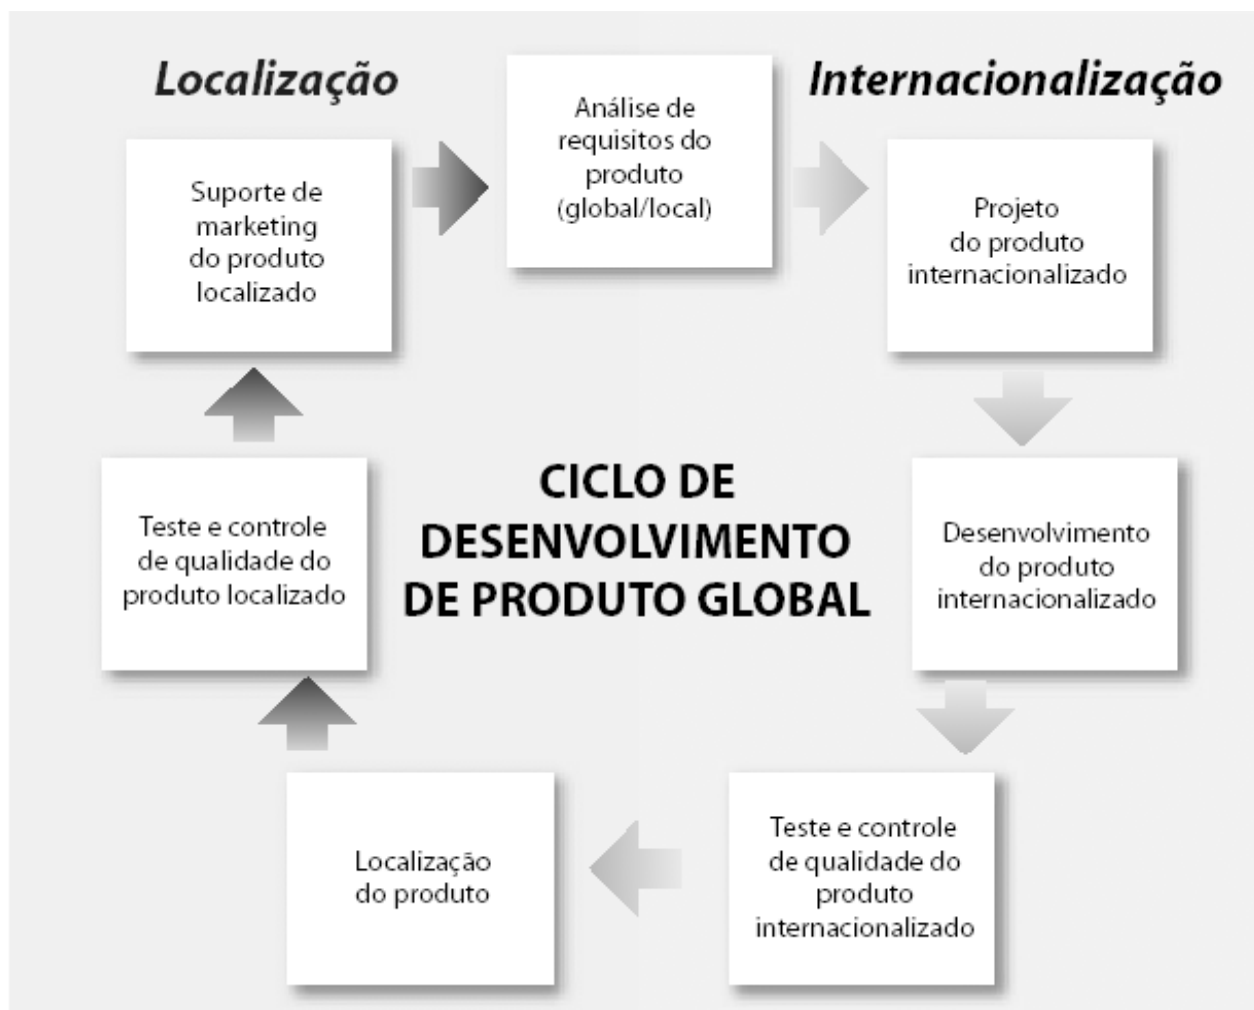 Localização
Internacionalização
Análise de
requisitos do
produto
(global/local)
Projeto
do produto
internacionalizado
Desenvolvimento
do produto
internacionalizado
Teste e controle
de qualidade do
produto
internacionalizado
Localização
do produto
Teste e controle
de qualidade do
produto localizado
Suporte de
marketing
do produto
localizado
CICLO DE
DESENVOLVIMENTO
DE PRODUTO GLOBAL